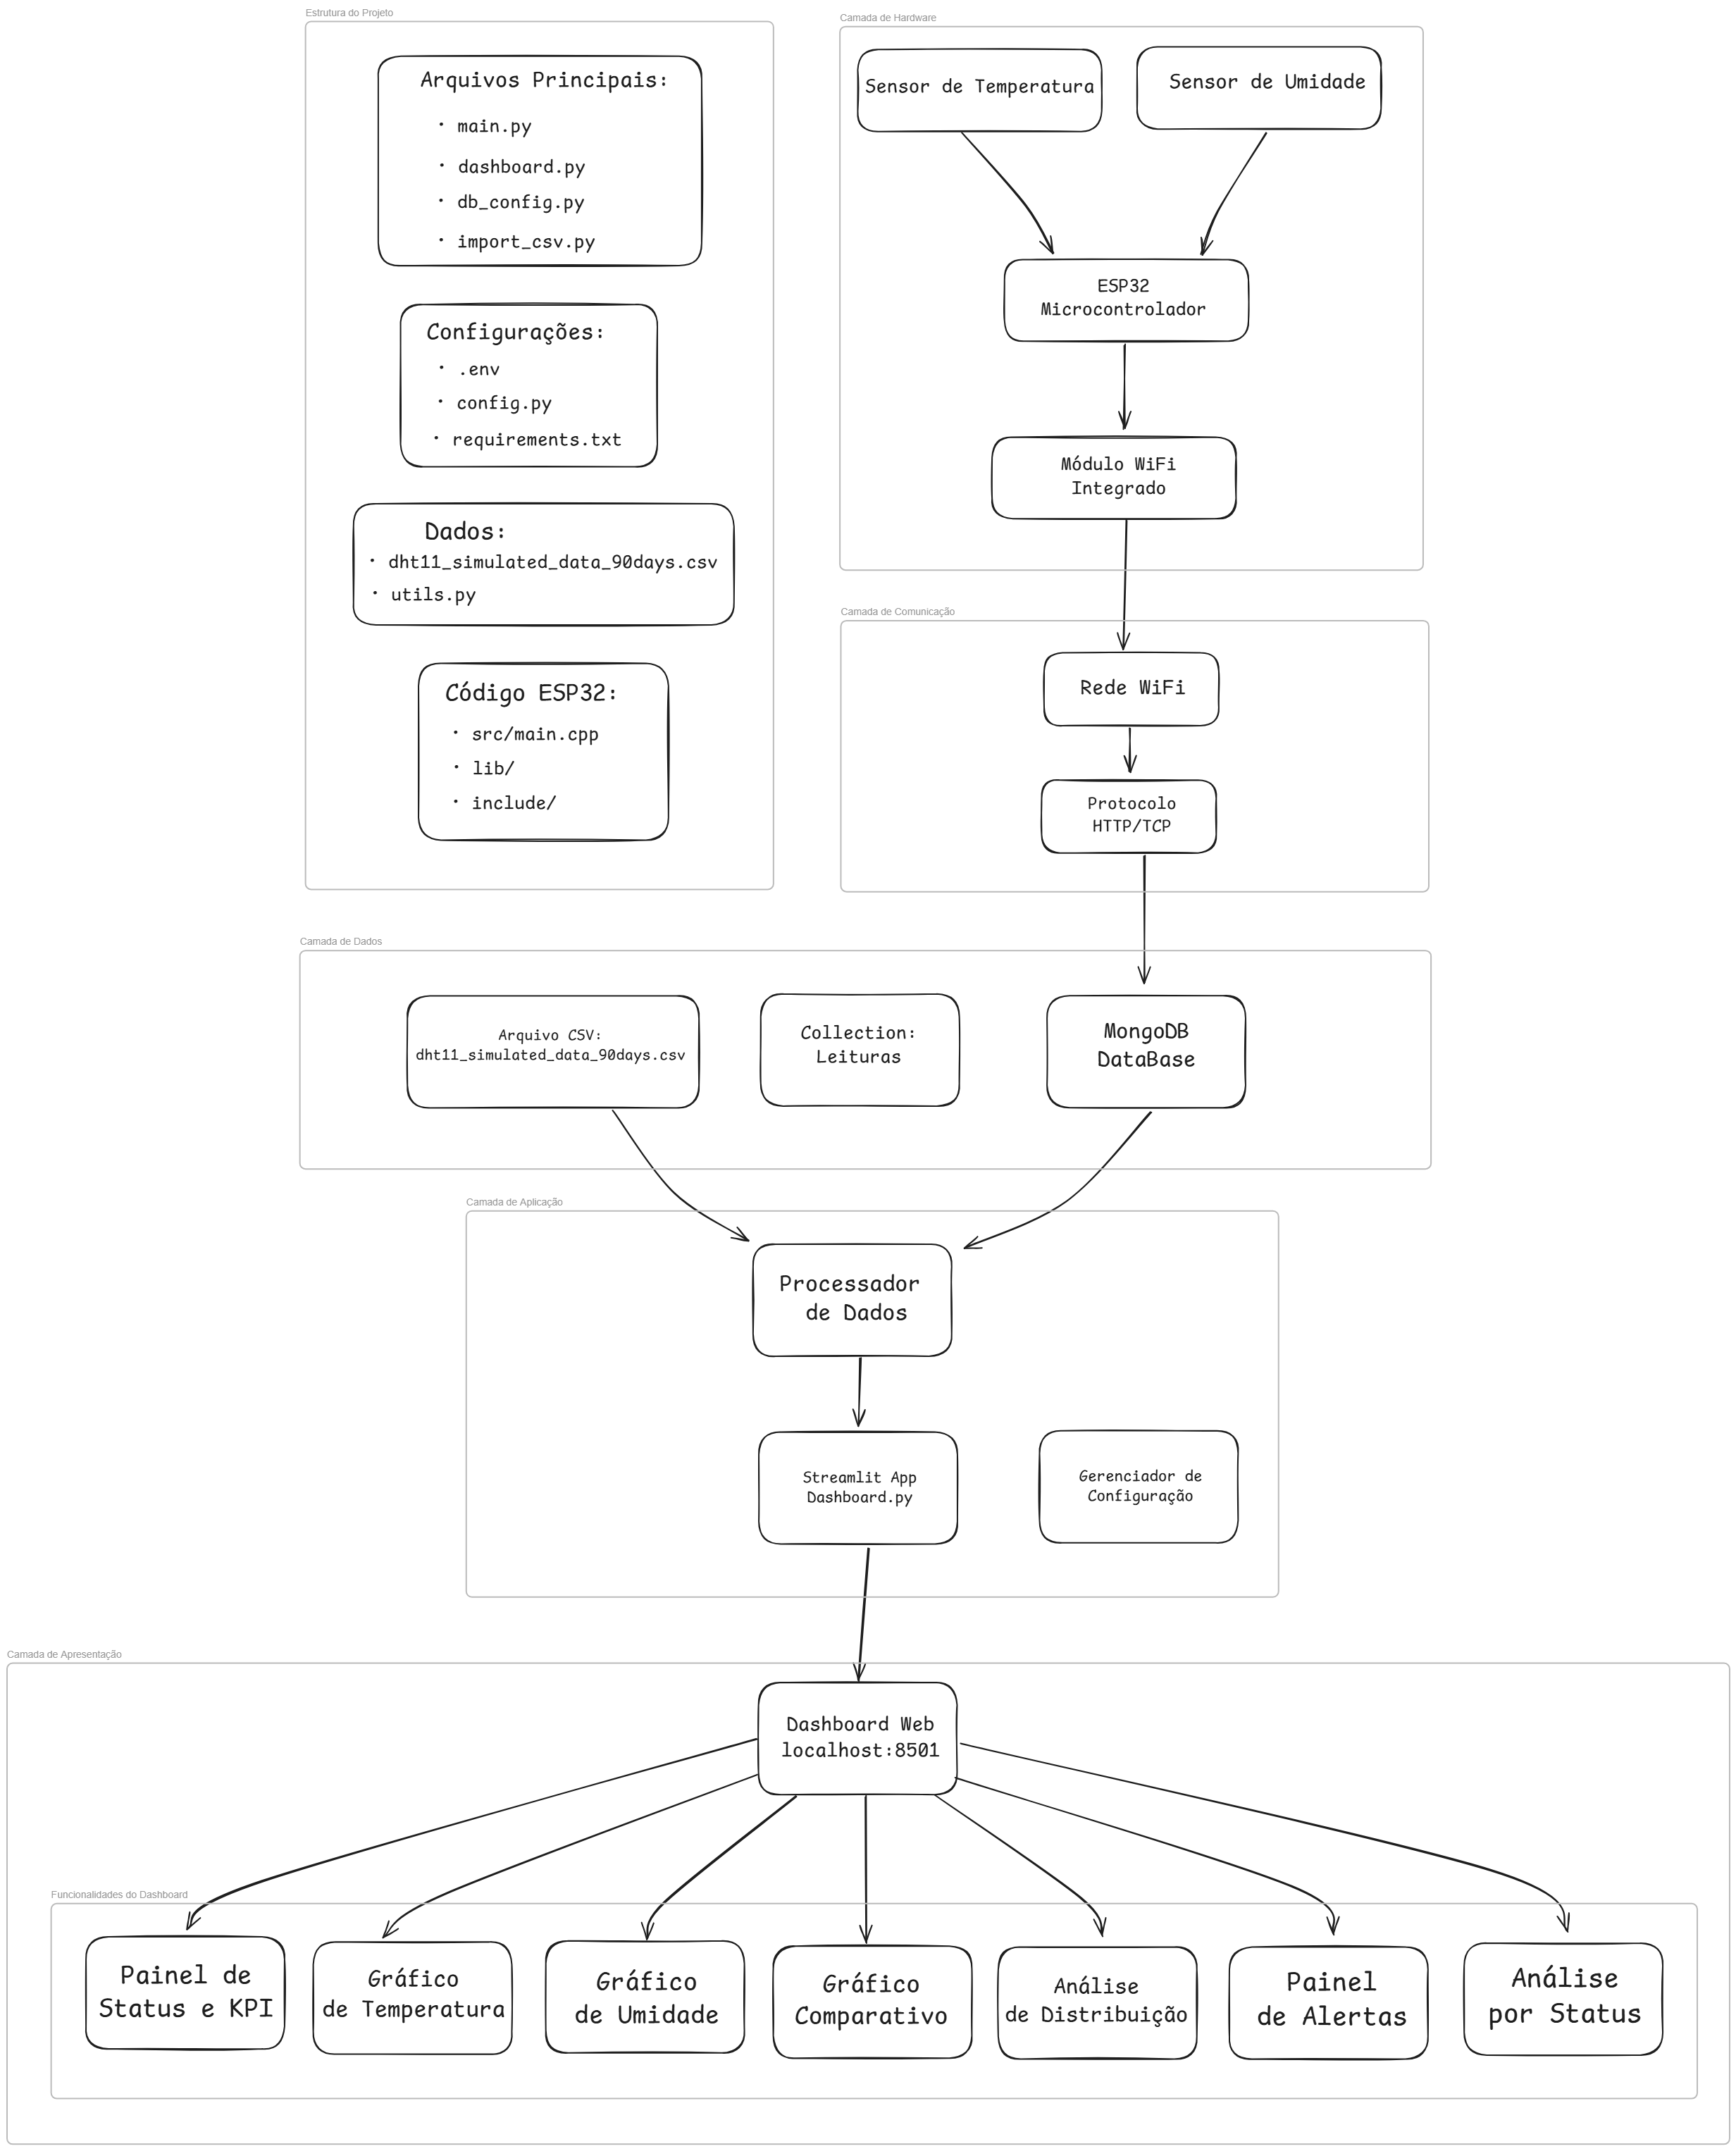 Estrutura do Projeto
Arquivos Principais:
· main.py
· dashboard.py
· db_config.py
· import_csv.py
Configurações:
· .env
· config.py
· requirements.txt
Dados:
· dht11_simulated_data_90days.csv
· utils.py
Código ESP32:
· src/main.cpp
· lib/
· include/
Camada de Hardware
Sensor de Temperatura
Sensor de Umidade
ESP32
Microcontrolador
Módulo WiFi
Integrado
Camada de Comunicação
Rede WiFi
Protocolo
HTTP/TCP
Camada de Dados
Arquivo CSV:
dht11_simulated_data_90days.csv
Collection:
Leituras
MongoDB
DataBase
Camada de Aplicação
Processador
de Dados
Streamlit App
Dashboard.py
Gerenciador de
Configuração
Camada de Apresentação
Dashboard Web
localhost:8501
Funcionalidades do Dashboard
Painel de
Status e KPI
Gráfico
de Temperatura
Gráfico
de Umidade
Gráfico
Comparativo
Análise
de Distribuição
Painel
de Alertas
Análise
por Status